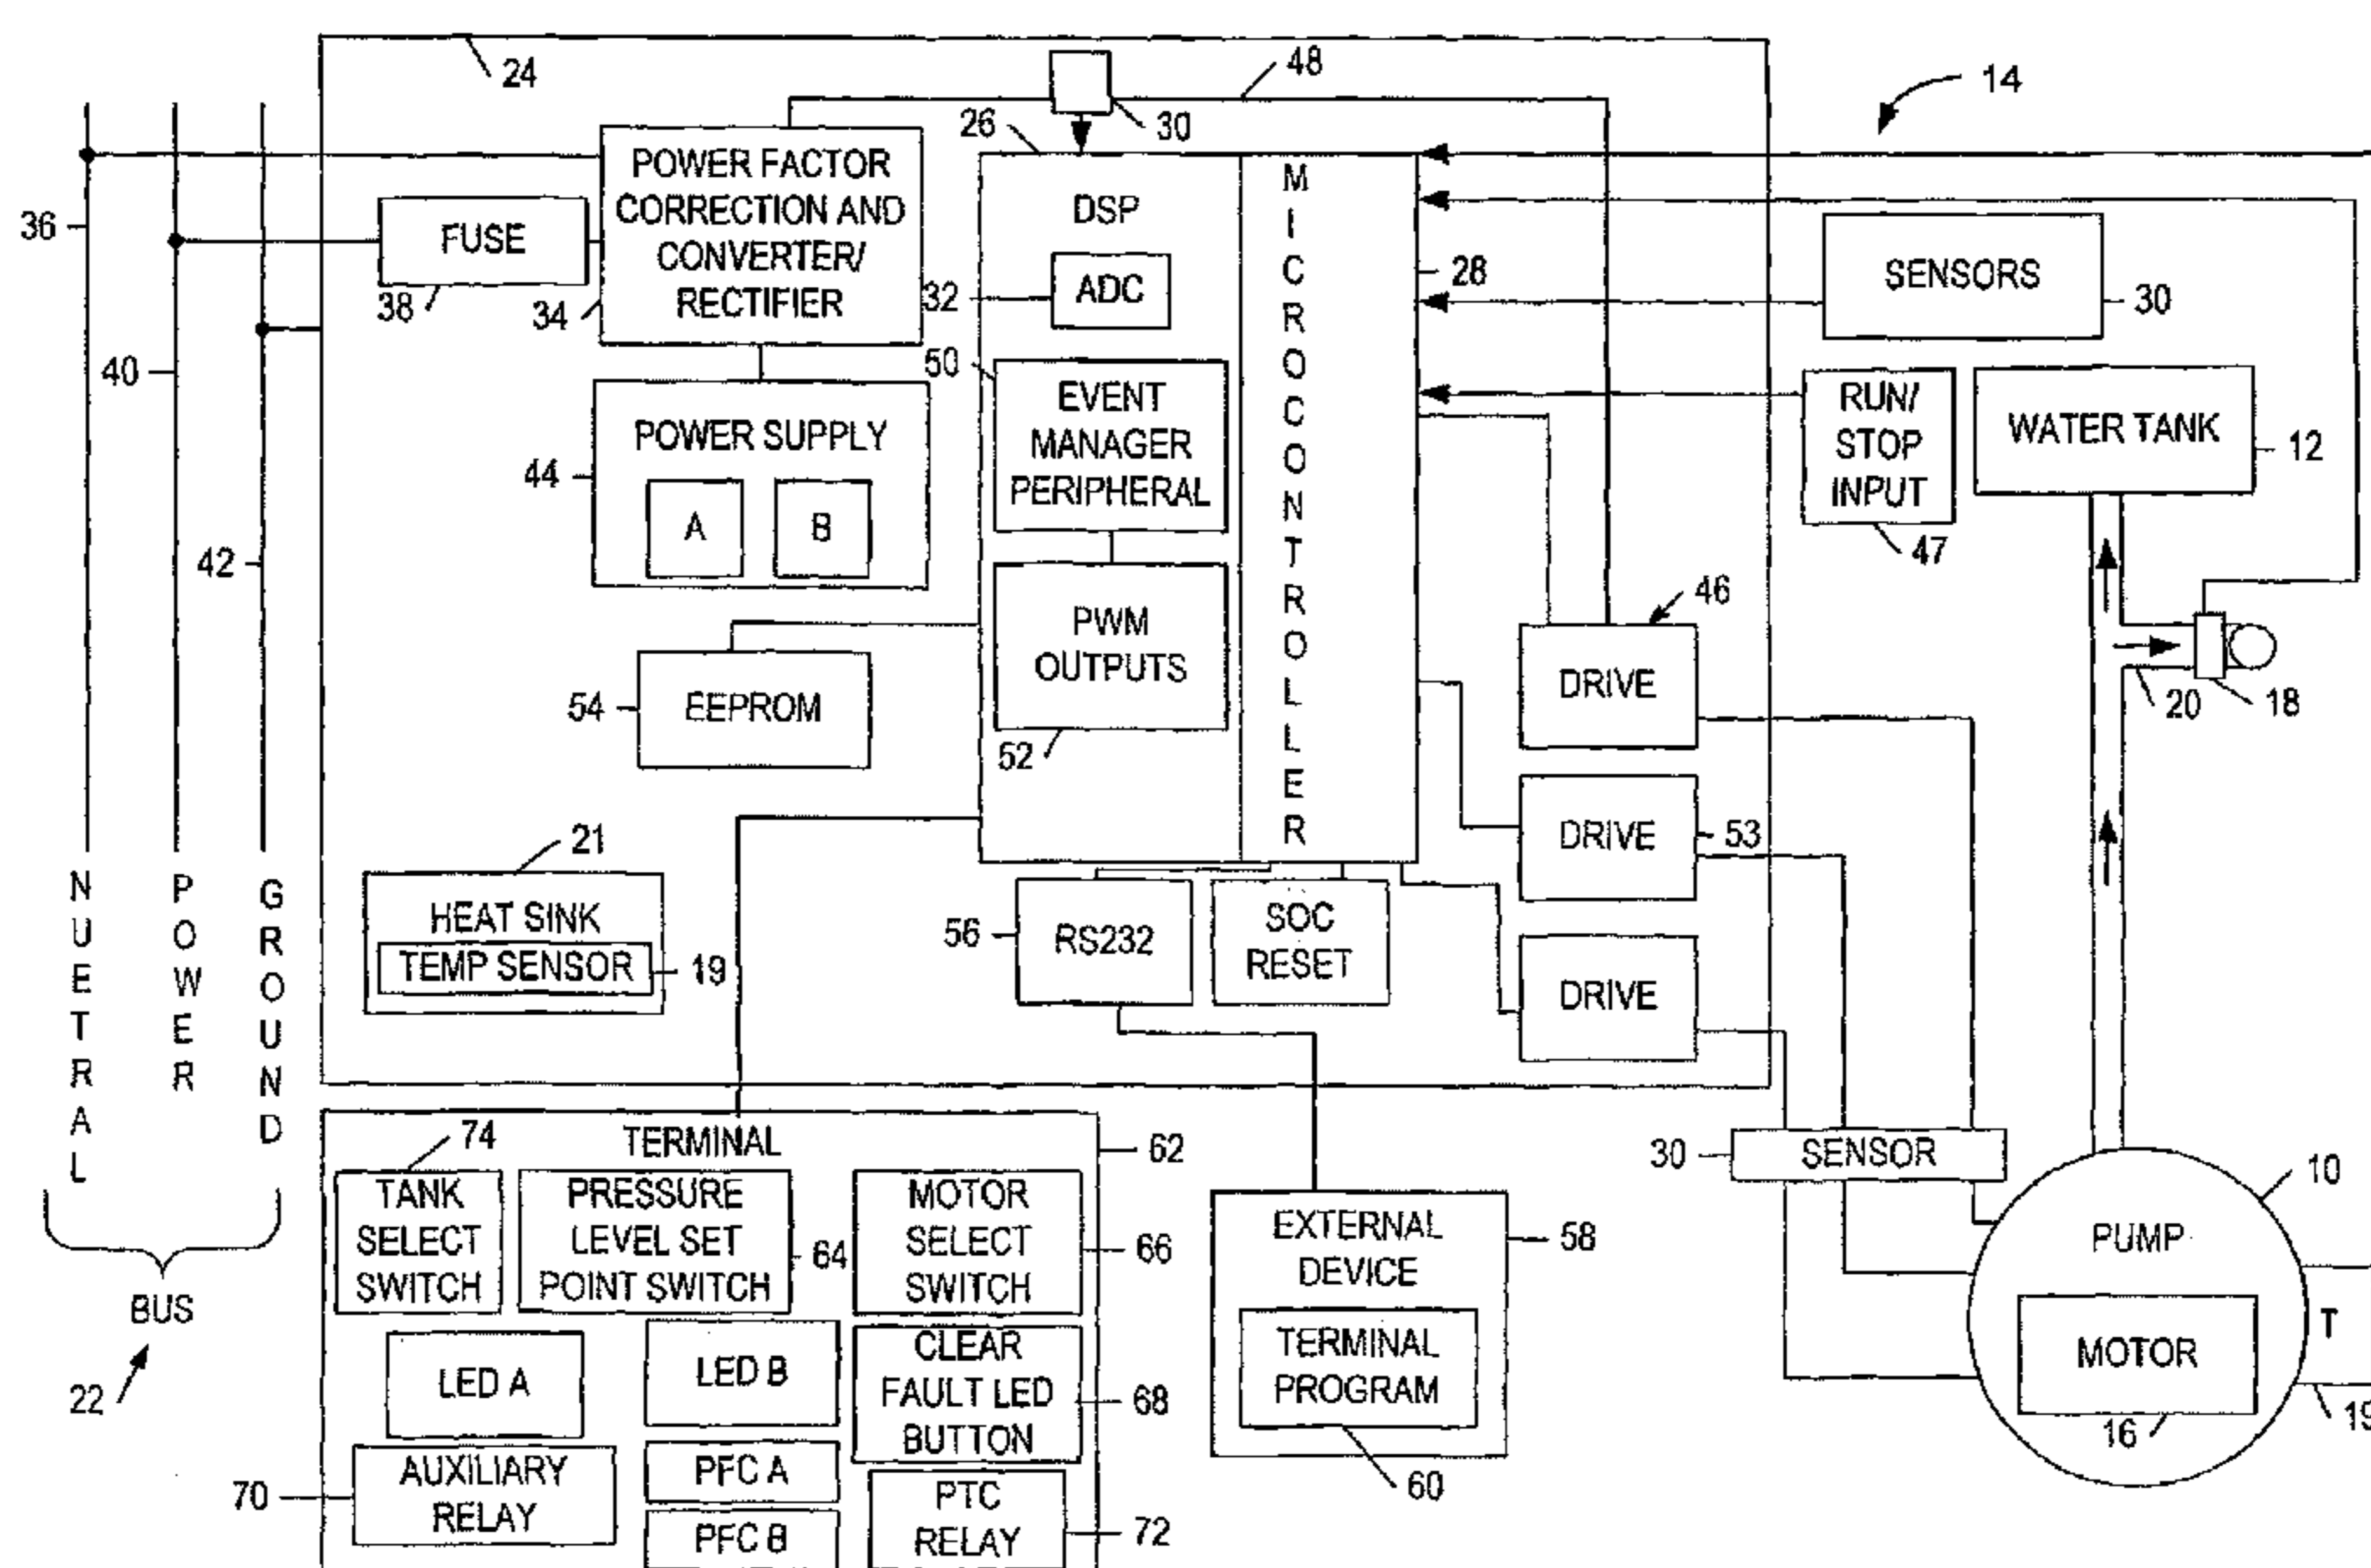 24
48
14
30
26
POWER FACTOR
CORRECTION AND
CONVERTER/
RECTIFIER
34
FUSE
38
36
40
42
DSP
32
ADC
MICROCONTROLLER
28
SENSORS
30
50
EVENT
MANAGER
PERIPHERAL
POWER SUPPLY
44
A
B
RUN/
STOP
INPUT
47
WATER TANK
12
PWM
OUTPUTS
52
46
DRIVE
20
18
54
EEPROM
DRIVE
53
21
HEAT SINK
TEMP SENSOR
19
56
RS232
SOC
RESET
DRIVE
NUETRAL
POWER
GROUND
BUS
22
74
TERMINAL
62
TANK
SELECT
SWITCH
PRESSURE
LEVEL SET
POINT SWITCH
64
MOTOR
SELECT
SWITCH
66
LED A
LED B
CLEAR
FAULT LED
BUTTON
68
70
AUXILIARY
RELAY
PFC A
PFC B
PTC
RELAY
72
EXTERNAL
DEVICE
58
TERMINAL
PROGRAM
60
30
SENSOR
10
PUMP
MOTOR
16
T
19